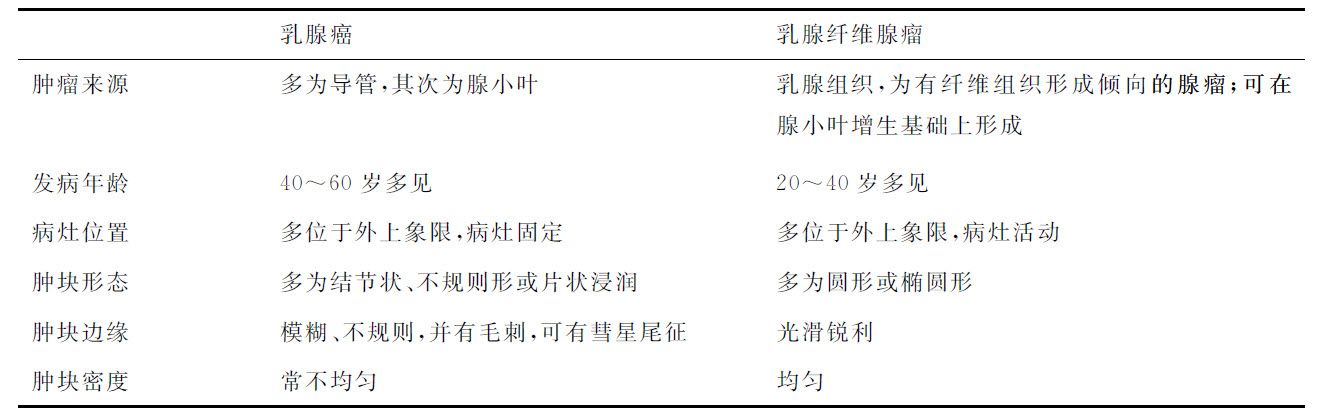 乳腺癌 乳腺纤维腺瘤
肿瘤来源 多为导管,其次为腺小叶 乳腺组织,为有纤维组织形成倾向的腺瘤;可在
腺小叶增生基础上形成
发病年龄 40～60 岁多见 20～40 岁多见
病灶位置 多位于外上象限,病灶固定 多位于外上象限,病灶活动
肿块形态 多为结节状、不规则形或片状浸润 多为圆形或椭圆形
肿块边缘 模糊、不规则,并有毛刺,可有彗星尾征 光滑锐利
肿块密度 常不均匀 均匀